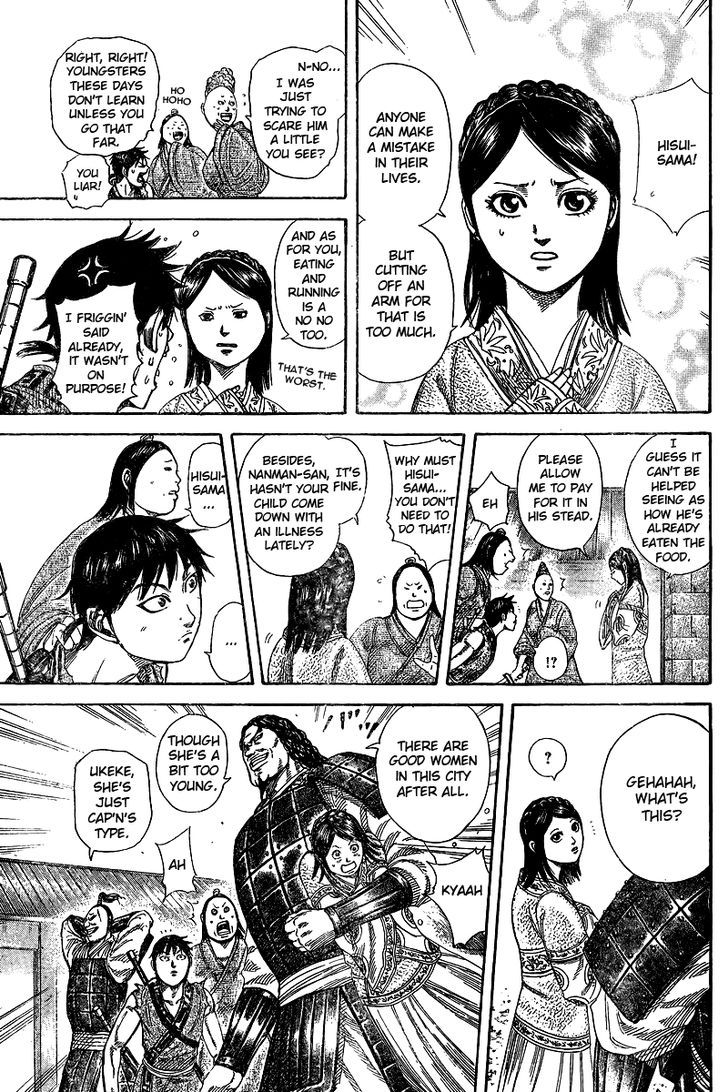 HISUI-
SAMA!
ANYONE
CAN MAKE
A MISTAKE
IN THEIR
LIVES.
BUT
CUTTING
OFF AN
ARM FOR
THAT IS
TOO MUCH.
N-NO...
I WAS
JUST
TRYING TO
SCARE HIM
A LITTLE
YOU SEE?
HO
HOHO
RIGHT, RIGHT!
YOUNGSTERS
THESE DAYS
DON'T LEARN
UNLESS YOU
GO THAT
FAR.
YOU
LIAR!
AND AS
FOR YOU,
EATING
AND
RUNNING
IS A
NO NO
TOO.
THAT'S THE
WORST.
I FRIGGIN'
SAID
ALREADY,
IT WASN'T
ON
PURPOSE!
I
GUESS IT
CAN'T BE
HELPED
SEEING
AS HOW
HE'S
ALREADY
EATEN
THE
FOOD.
PLEASE
ALLOW
ME TO PAY
FOR IT IN
HIS STEAD.
EH
!?
WHY MUST
HISUI-
SAMA...
YOU DON'T
NEED TO
DO THAT!
IT'S
FINE.
BESIDES,
NANMAN-SAN,
HASN'T YOUR
CHILD COME
DOWN WITH
AN ILLNESS
LATELY?
HISUI-
SAMA
...
...
GEHAHAH,
WHAT'S
THIS?
?
THERE ARE
GOOD WOMEN
IN THIS CITY
AFTER ALL.
KYAAH
THOUGH
SHE'S A
BIT TOO
YOUNG.
UKEKE,
SHE'S
JUST
CAP'N'S
TYPE.
AH